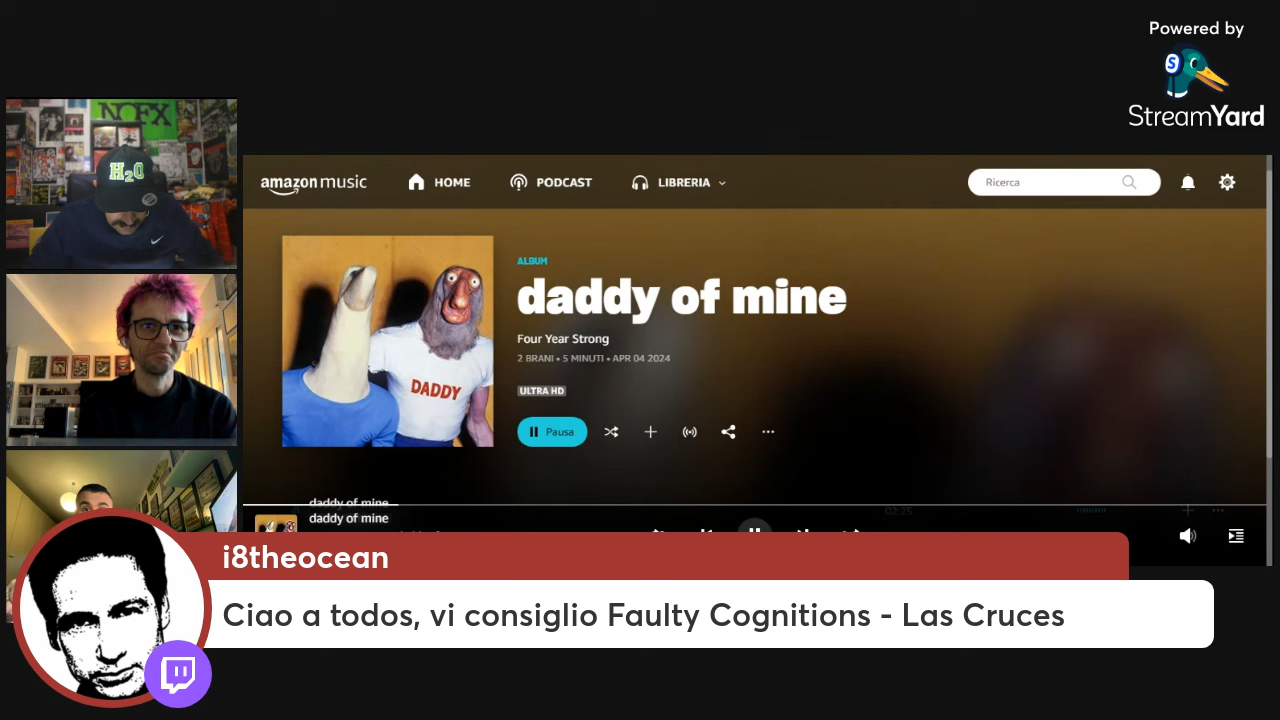 Powered by
StreamYard
NOFX
H2O
amazon music
HOME
PODCAST
LIBRERIA
Ricerca
ALBUM
daddy of mine
Four Year Strong
2 BRANI • 5 MINUTI • APR 04 2024
ULTRA HD
Pausa
DADDY
daddy of mine
daddy of mine
02:25
i8theocean
Ciao a todos, vi consiglio Faulty Cognitions - Las Cruces